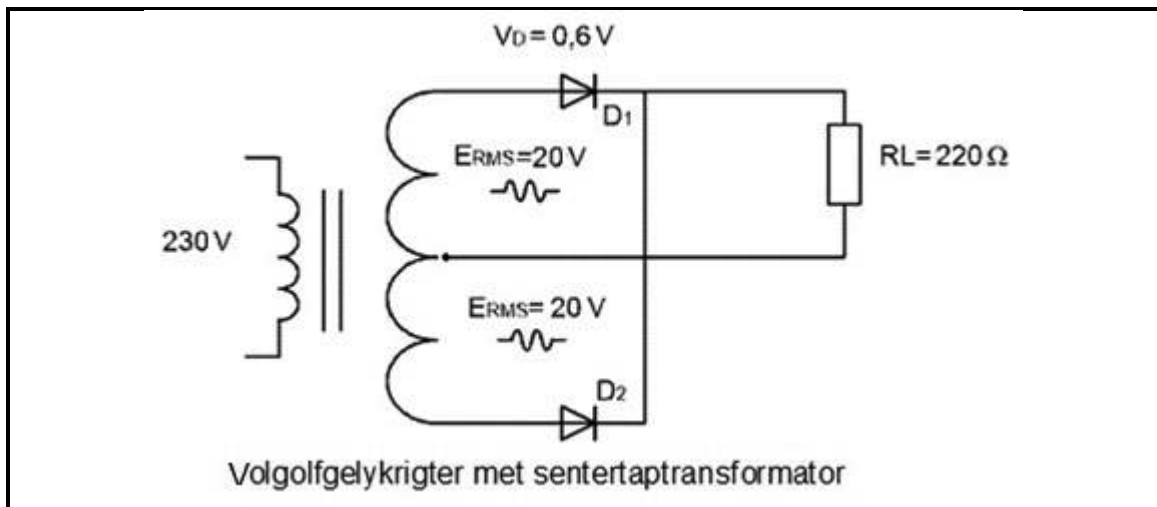 VD = 0,6 V
D1
ERMS=20 V
RL= 220 Ω
230 V
ERMS= 20 V
D2
Volgolfgelykrigter met sentertaptransformator